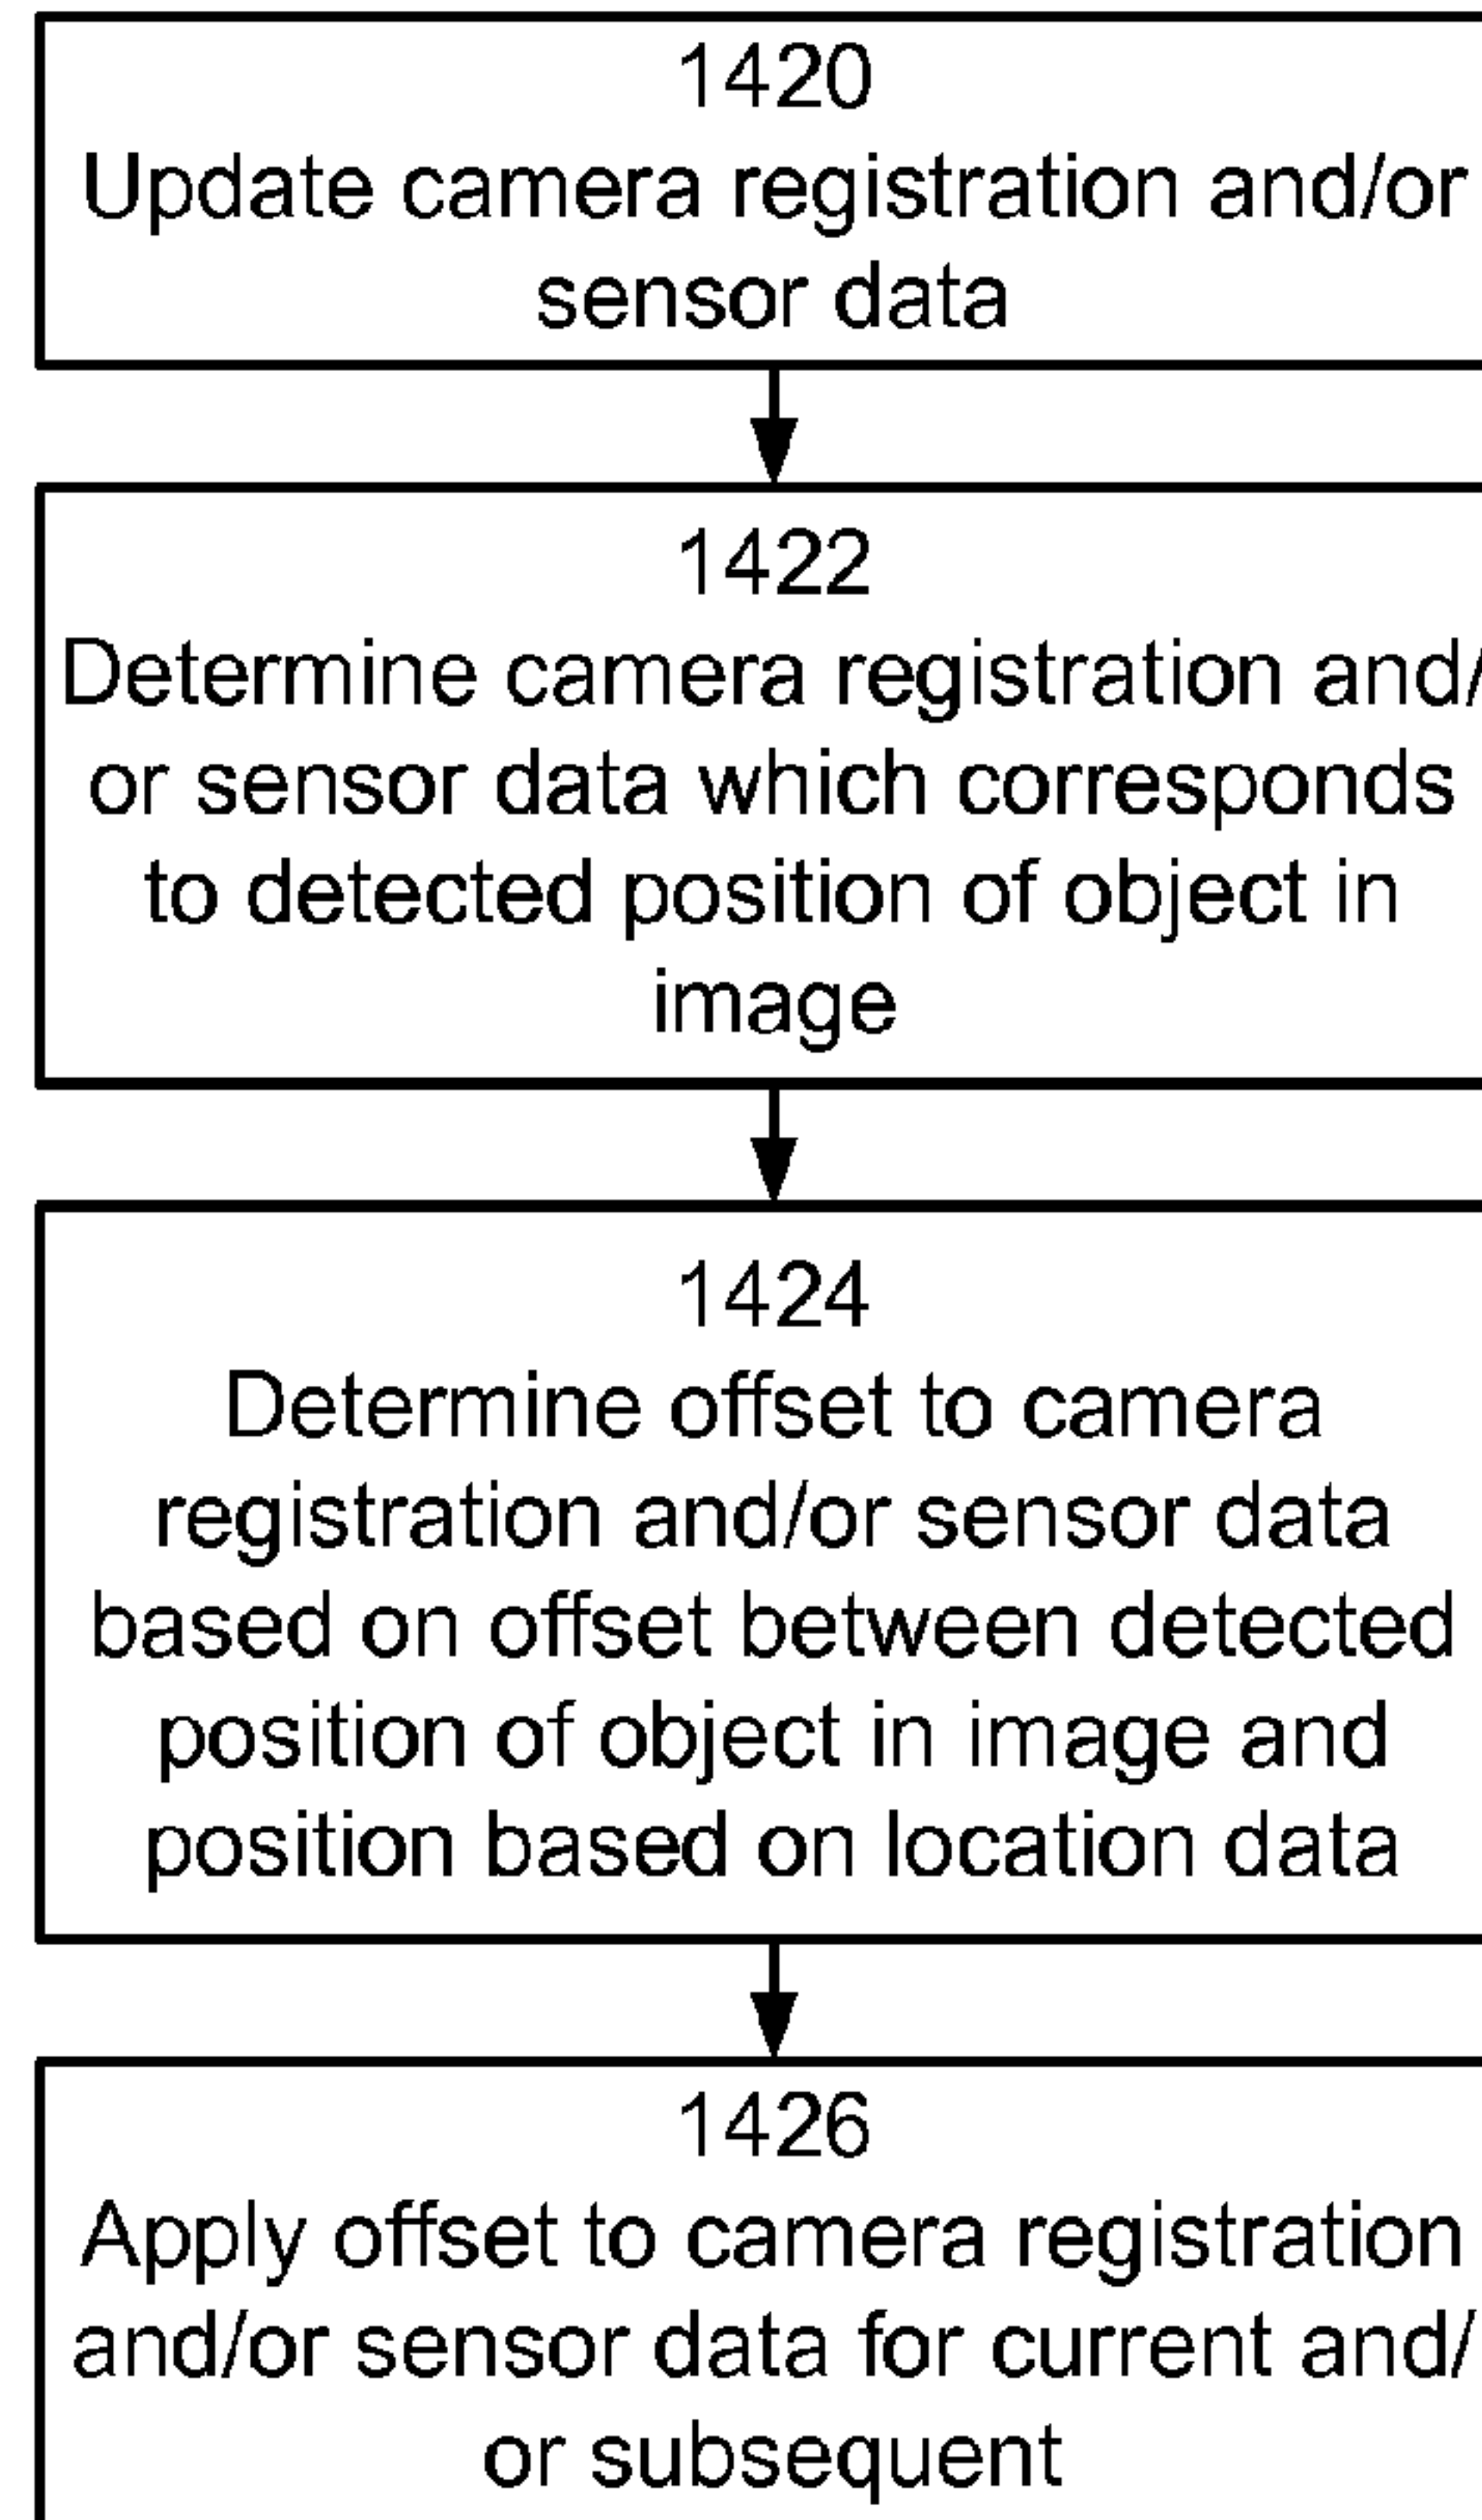 1420
Update camera registration and/or
sensor data
1422
Determine camera registration and/
or sensor data which corresponds
to detected position of object in
image
1424
Determine offset to camera
registration and/or sensor data
based on offset between detected
position of object in image and
position based on location data
1426
Apply offset to camera registration
and/or sensor data for current and/
or subsequent